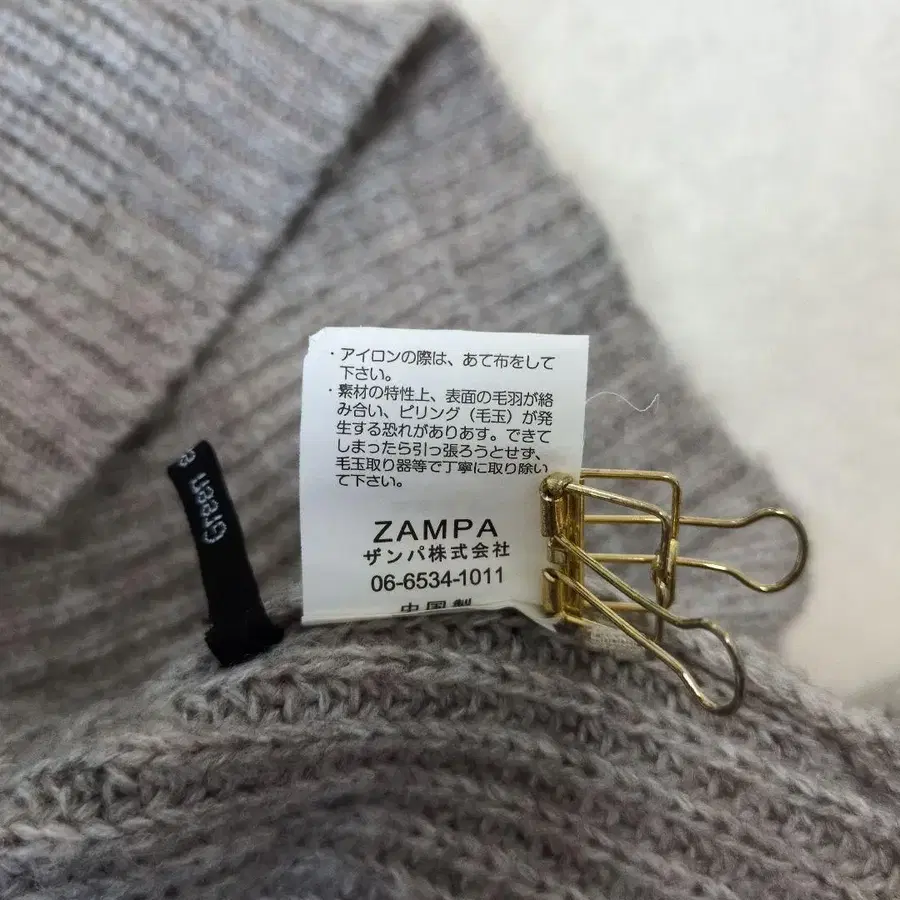 ・アイロンの際は、あて布をして
下さい。
・素材の特性上、表面の毛羽が絡
み合い、ピリング（毛玉）が発
生する恐れがありあす。できて
しまったら引っ張ろうとせず、
毛玉取り器等で丁寧に取り除い
て下さい。
ZAMPA
ザンパ株式会社
06-6534-1011
中国製
Green e